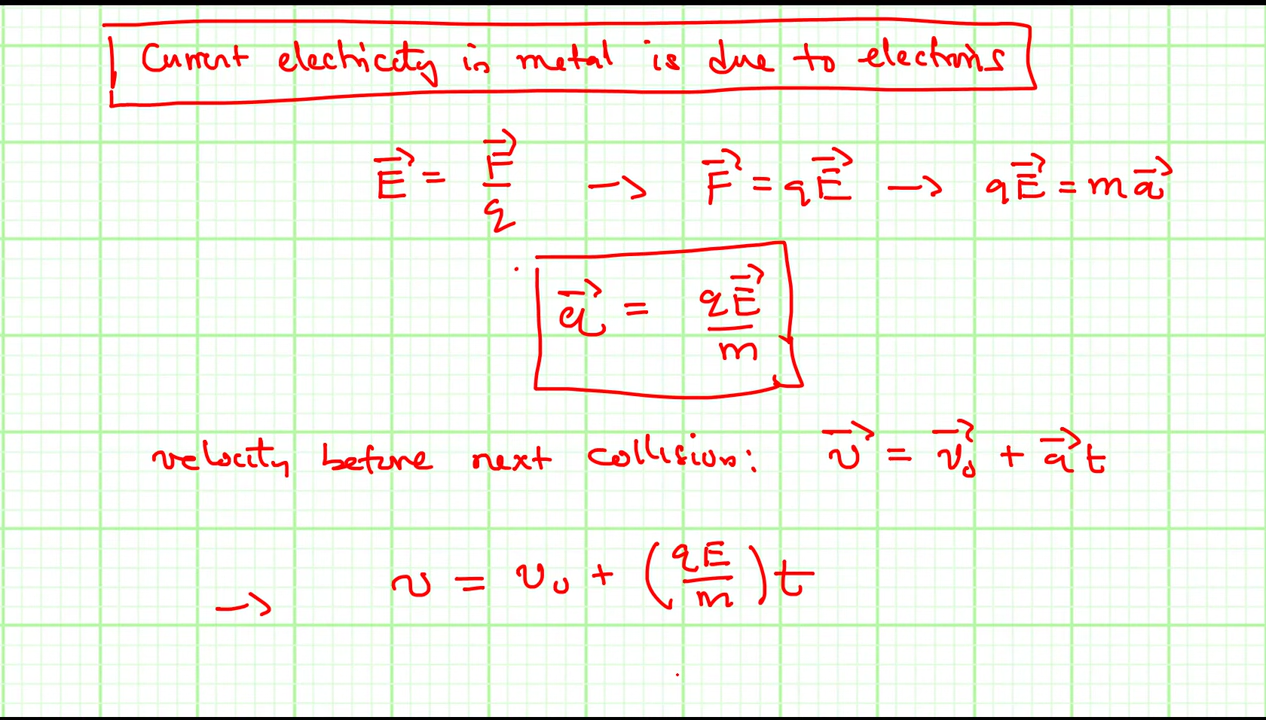 Current electricity in metal is due to electrons
E⃗ = F⃗/q → F⃗ = qE⃗ → qE⃗ = ma⃗
a⃗ = qE⃗/m
velocity before next collision: v⃗ = v⃗₀ + a⃗t
→ v = v₀ + (qE/m)t